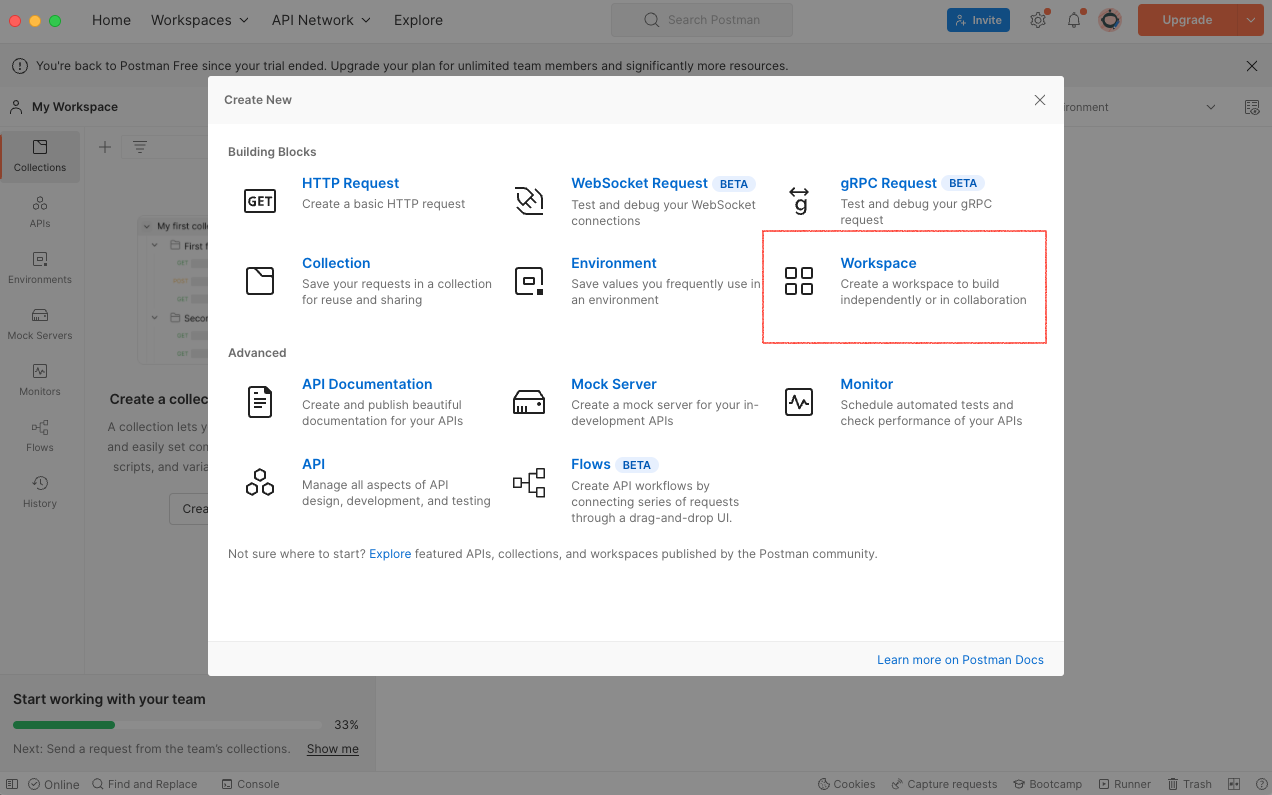 Home Workspaces API Network Explore
Search Postman
Invite
Upgrade
You're back to Postman Free since your trial ended. Upgrade your plan for unlimited team members and significantly more resources.
My Workspace
ironment
Create New
Building Blocks
GET
HTTP Request
Create a basic HTTP request
WebSocket Request BETA
Test and debug your WebSocket
connections
g
gRPC Request BETA
Test and debug your gRPC
request
Collection
Save your requests in a collection
for reuse and sharing
Environment
Save values you frequently use in
an environment
Workspace
Create a workspace to build
independently or in collaboration
Advanced
API Documentation
Create and publish beautiful
documentation for your APIs
Mock Server
Create a mock server for your in-
development APIs
Monitor
Schedule automated tests and
check performance of your APIs
API
Manage all aspects of API
design, development, and testing
Flows BETA
Create API workflows by
connecting series of requests
through a drag-and-drop UI.
Not sure where to start? Explore featured APIs, collections, and workspaces published by the Postman community.
Learn more on Postman Docs
Collections
APIs
Environments
Mock Servers
Monitors
Flows
History
My first coll
First f
GET
POST
GET
Secon
GET
GET
Create a collec
A collection lets y
and easily set com
scripts, and varia
Crea
Start working with your team
33%
Next: Send a request from the team's collections. Show me
Online Find and Replace Console
Cookies Capture requests Bootcamp Runner Trash